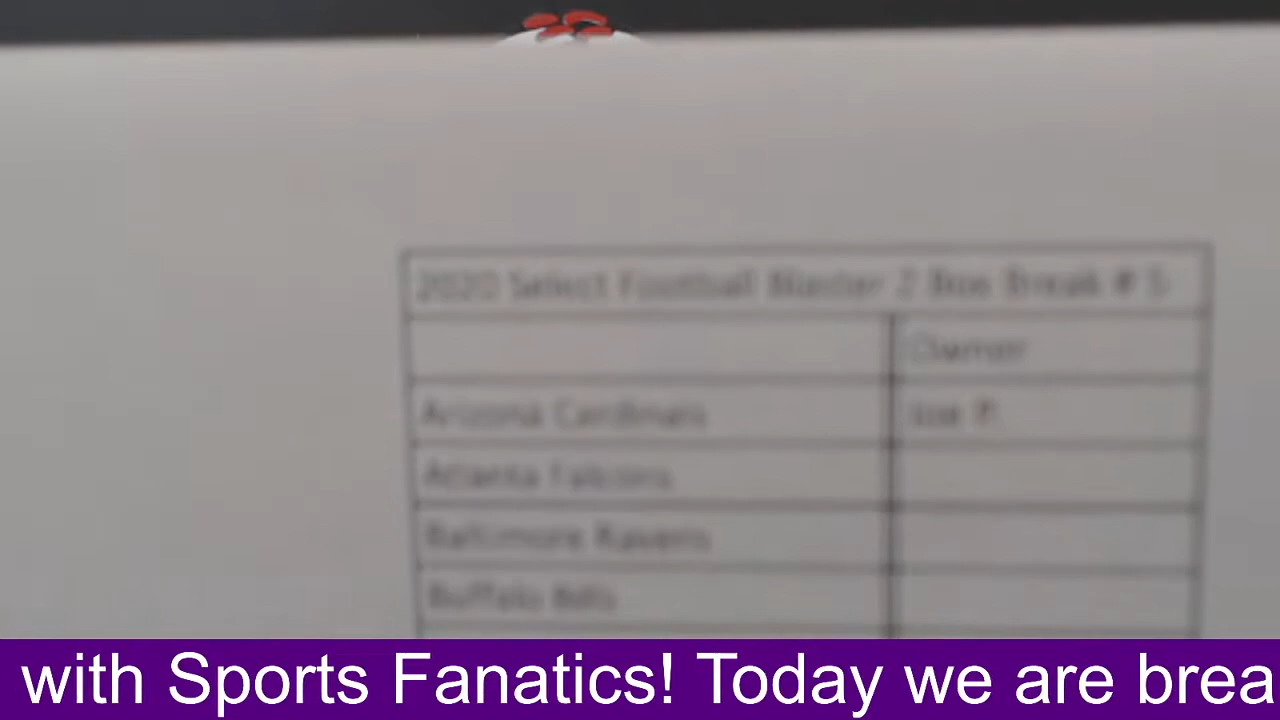 2020 Select Football Blaster 2 Box Break # 5
Owner
Arizona Cardinals Joe P.
Atlanta Falcons
Baltimore Ravens
Buffalo Bills
with Sports Fanatics! Today we are brea